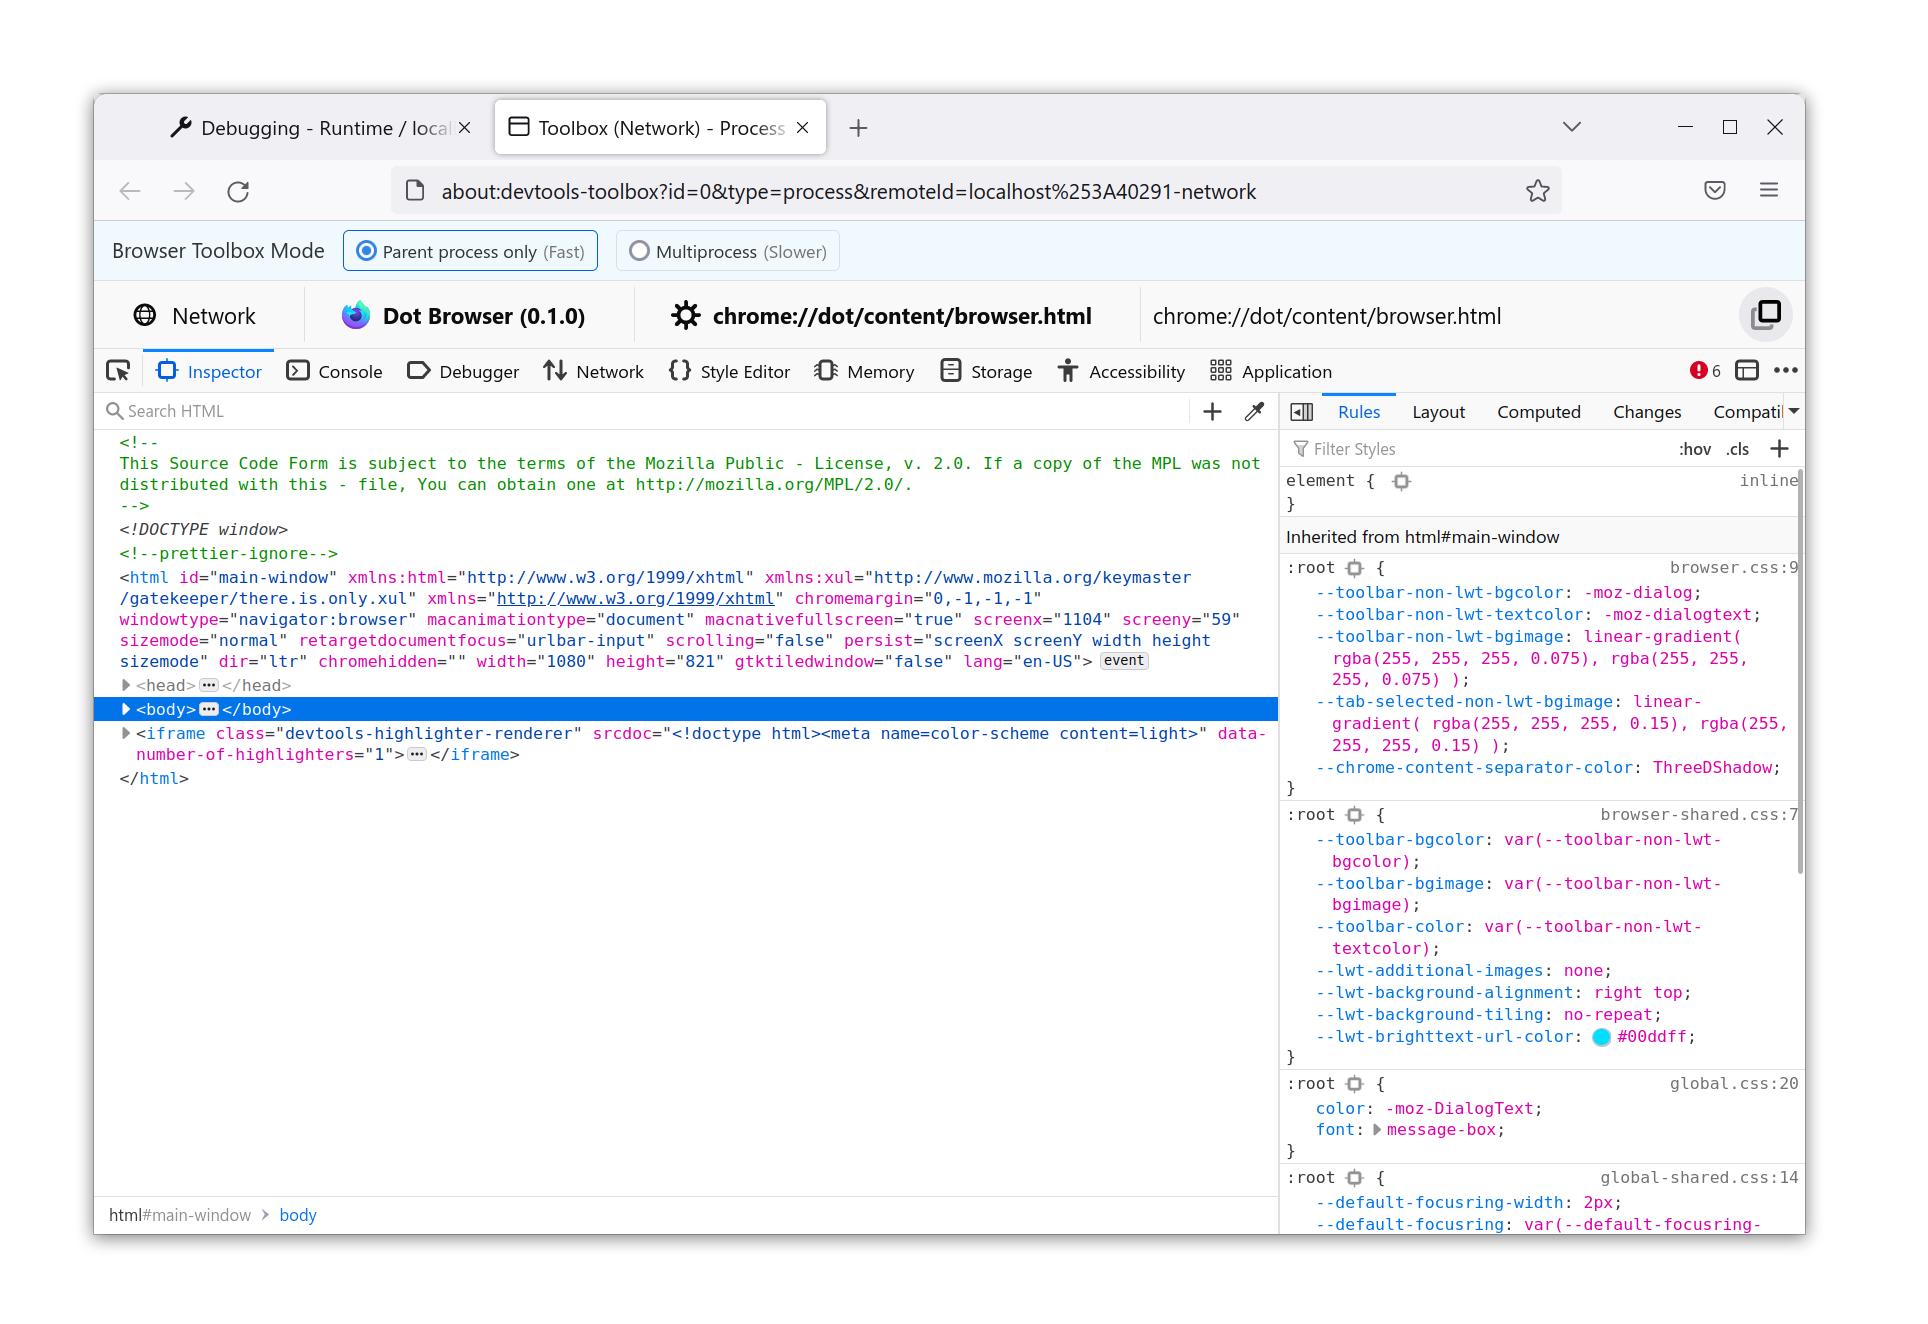 Debugging - Runtime / local
Toolbox (Network) - Process
about:devtools-toolbox?id=0&type=process&remoteId=localhost%253A40291-network
Browser Toolbox Mode Parent process only (Fast) Multiprocess (Slower)
Network Dot Browser (0.1.0) chrome://dot/content/browser.html chrome://dot/content/browser.html
Inspector Console Debugger Network Style Editor Memory Storage Accessibility Application 6
Search HTML
<!--
This Source Code Form is subject to the terms of the Mozilla Public - License, v. 2.0. If a copy of the MPL was not
distributed with this - file, You can obtain one at http://mozilla.org/MPL/2.0/.
-->
<!DOCTYPE window>
<!--prettier-ignore-->
<html id="main-window" xmlns:html="http://www.w3.org/1999/xhtml" xmlns:xul="http://www.mozilla.org/keymaster
/gatekeeper/there.is.only.xul" xmlns="http://www.w3.org/1999/xhtml" chromemargin="0,-1,-1,-1"
windowtype="navigator:browser" macanimationtype="document" macnativefullscreen="true" screenx="1104" screeny="59"
sizemode="normal" retargetdocumentfocus="urlbar-input" scrolling="false" persist="screenX screenY width height
sizemode" dir="ltr" chromehidden="" width="1080" height="821" gtktiledwindow="false" lang="en-US"> event
<head>···</head>
<body>···</body>
<iframe class="devtools-highlighter-renderer" srcdoc="<!doctype html><meta name=color-scheme content=light>" data-
number-of-highlighters="1">···</iframe>
</html>
html#main-window > body
Rules Layout Computed Changes Compati
Filter Styles :hov .cls
element { inline
}
Inherited from html#main-window
:root { browser.css:9
--toolbar-non-lwt-bgcolor: -moz-dialog;
--toolbar-non-lwt-textcolor: -moz-dialogtext;
--toolbar-non-lwt-bgimage: linear-gradient(
rgba(255, 255, 255, 0.075), rgba(255, 255,
255, 0.075) );
--tab-selected-non-lwt-bgimage: linear-
gradient( rgba(255, 255, 255, 0.15), rgba(255,
255, 255, 0.15) );
--chrome-content-separator-color: ThreeDShadow;
}
:root { browser-shared.css:7
--toolbar-bgcolor: var(--toolbar-non-lwt-
bgcolor);
--toolbar-bgimage: var(--toolbar-non-lwt-
bgimage);
--toolbar-color: var(--toolbar-non-lwt-
textcolor);
--lwt-additional-images: none;
--lwt-background-alignment: right top;
--lwt-background-tiling: no-repeat;
--lwt-brighttext-url-color: #00ddff;
}
:root { global.css:20
color: -moz-DialogText;
font: message-box;
}
:root { global-shared.css:14
--default-focusring-width: 2px;
--default-focusring: var(--default-focusring-